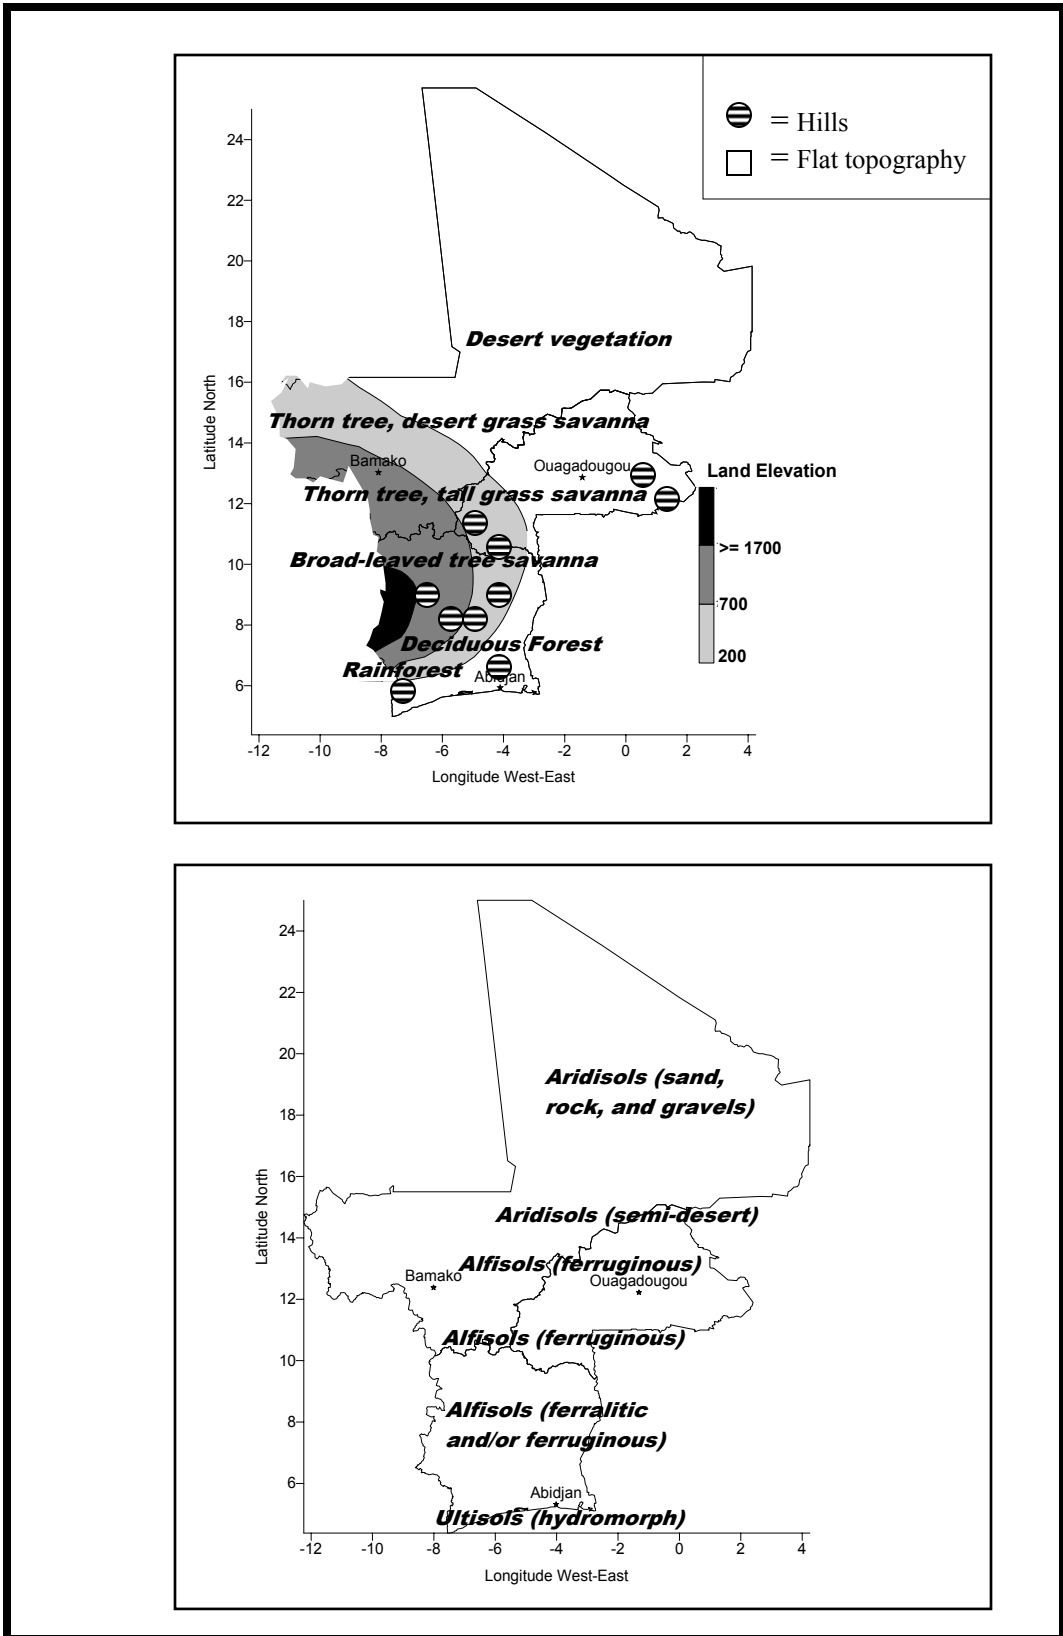 = Hills
= Flat topography
24
22
20
18
16
14
12
10
8
6
Latitude North
Desert vegetation
Thorn tree, desert grass savanna
Bamako
Ouagadougou
Thorn tree, tall grass savanna
Broad-leaved tree savanna
Deciduous Forest
Rainforest
Abidjan
Land Elevation
>= 1700
700
200
-12 -10 -8 -6 -4 -2 0 2 4
Longitude West-East
24
22
20
18
16
14
12
10
8
6
Latitude North
Aridisols (sand,
rock, and gravels)
Aridisols (semi-desert)
Alfisols (ferruginous)
Bamako
Ouagadougou
Alfisols (ferruginous)
Alfisols (ferralitic
and/or ferruginous)
Abidjan
Ultisols (hydromorph)
-12 -10 -8 -6 -4 -2 0 2 4
Longitude West-East